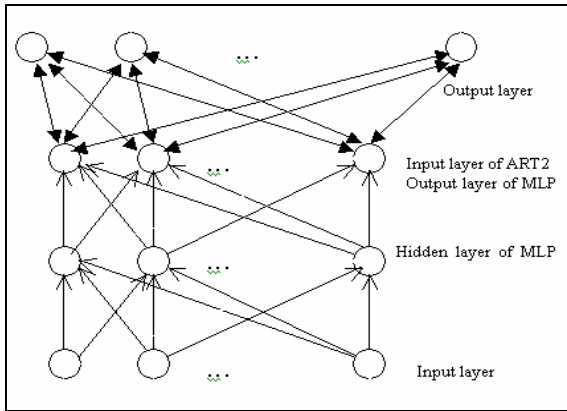 ...
Output layer
...
Input layer of ART2
Output layer of MLP
...
Hidden layer of MLP
...
Input layer